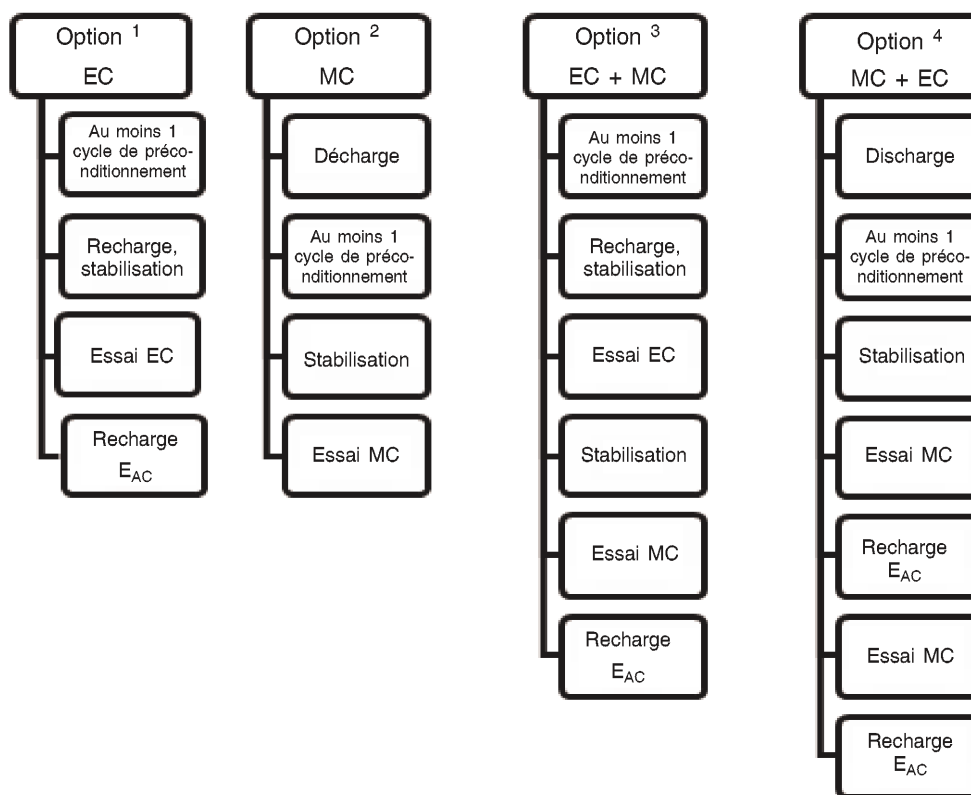 Option 1
EC
Au moins 1
cycle de préco-
nditionnement
Recharge,
stabilisation
Essai EC
Recharge
EAC
Option 2
MC
Décharge
Au moins 1
cycle de préco-
nditionnement
Stabilisation
Essai MC
Option 3
EC + MC
Au moins 1
cycle de préco-
nditionnement
Recharge,
stabilisation
Essai EC
Stabilisation
Essai MC
Recharge
EAC
Option 4
MC + EC
Discharge
Au moins 1
cycle de préco-
nditionnement
Stabilisation
Essai MC
Recharge
EAC
Essai MC
Recharge
EAC